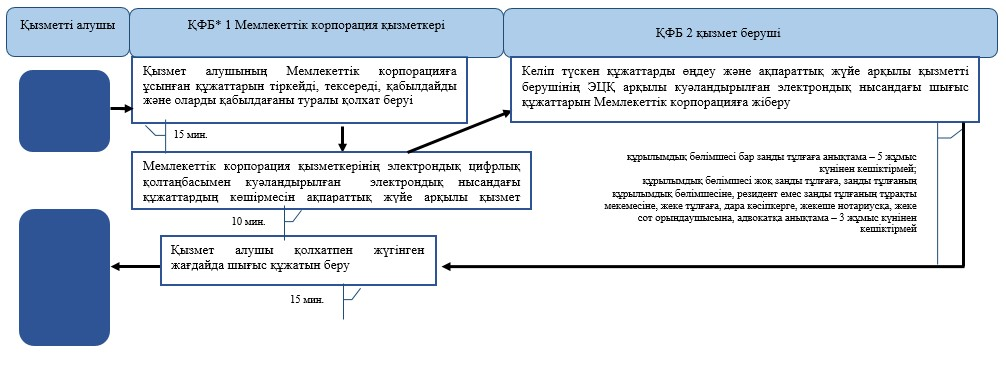 Қызметті алушы
ҚФБ* 1 Мемлекеттік корпорация қызметкері
ҚФБ 2 қызмет беруші
Қызмет алушының Мемлекеттік корпорацияға
ұсынған құжаттарын тіркейді, тексереді, қабылдайды
және оларды қабылдағаны туралы қолхат беруі
15 мин.
Келіп түскен құжаттарды өңдеу және ақпараттық жүйе арқылы қызметті
берушінің ЭЦҚ арқылы куәландырылған электрондық нысандағы шығыс
құжаттарын Мемлекеттік корпорацияға жіберу
Мемлекеттік корпорация қызметкерінің электрондық цифрлық
қолтаңбасымен куәландырылған электрондық нысандағы
құжаттардың көшірмесін ақпараттық жүйе арқылы қызмет
10 мин.
құрылымдық бөлімшесі бар заңды тұлғаға анықтама – 5 жұмыс
күнінен кешіктірмей;
құрылымдық бөлімшесі жоқ заңды тұлғаға, заңды тұлғаның
құрылымдық бөлімшесіне, резидент емес заңды тұлғаның тұрақты
мекемесіне, жеке тұлғаға, дара кәсіпкерге, жекеше нотариусқа, жеке
сот орындаушысына, адвокатқа анықтама – 3 жұмыс күнінен
кешіктірмей
Қызмет алушы қолхатпен жүгінген
жағдайда шығыс құжатын беру
15 мин.